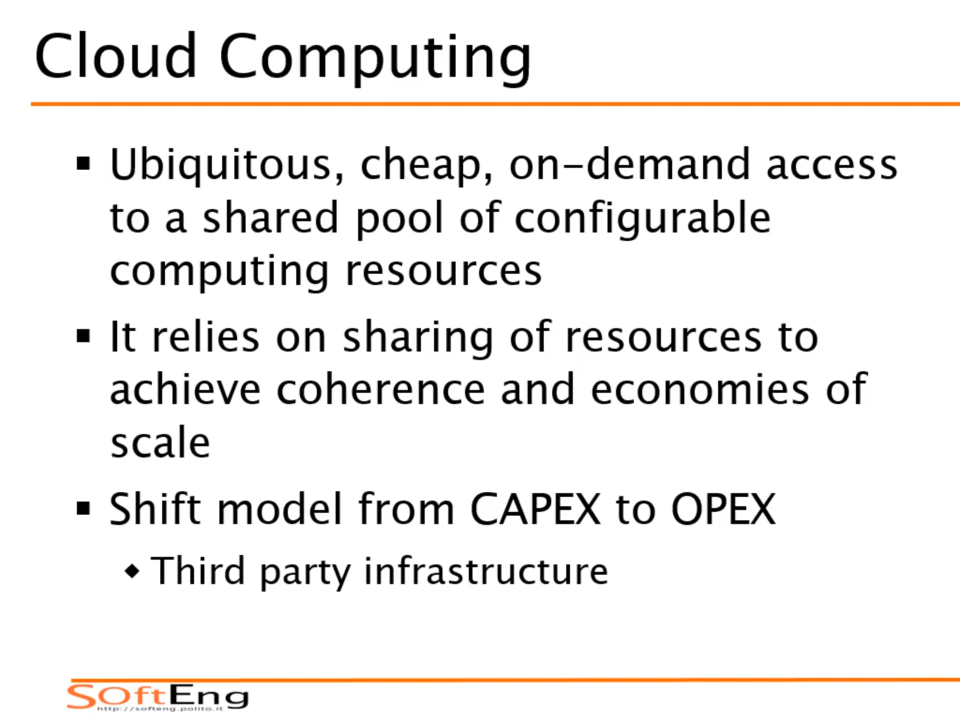 Cloud Computing
▪ Ubiquitous, cheap, on-demand access
to a shared pool of configurable
computing resources
▪ It relies on sharing of resources to
achieve coherence and economies of
scale
▪ Shift model from CAPEX to OPEX
◆ Third party infrastructure
SOftEng
http://softeng.polito.it